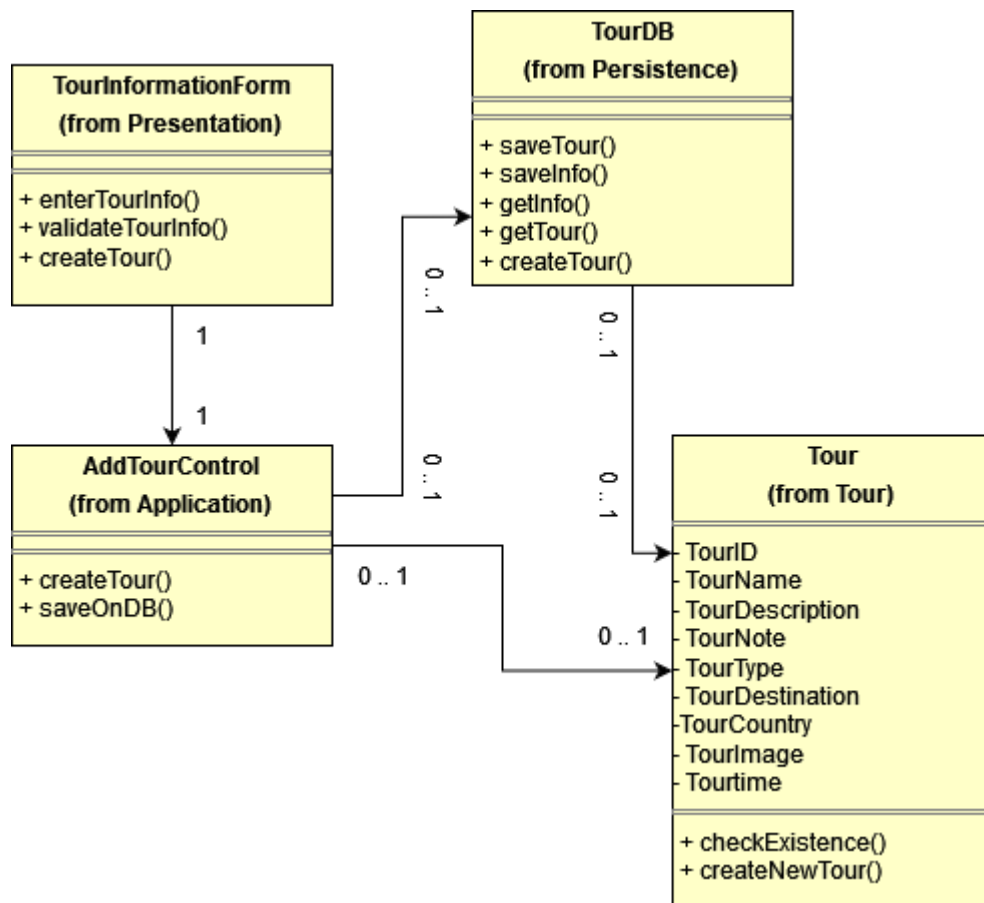 TourDB
(from Persistence)
+ saveTour()
+ saveInfo()
+ getInfo()
+ getTour()
+ createTour()
TourInformationForm
(from Presentation)
+ enterTourInfo()
+ validateTourInfo()
+ createTour()
1
1
0 .. 1
0 .. 1
0 .. 1
0 .. 1
AddTourControl
(from Application)
+ createTour()
+ saveOnDB()
0 .. 1
0 .. 1
Tour
(from Tour)
- TourID
- TourName
- TourDescription
- TourNote
- TourType
- TourDestination
-TourCountry
- TourImage
- Tourtime
+ checkExistence()
+ createNewTour()